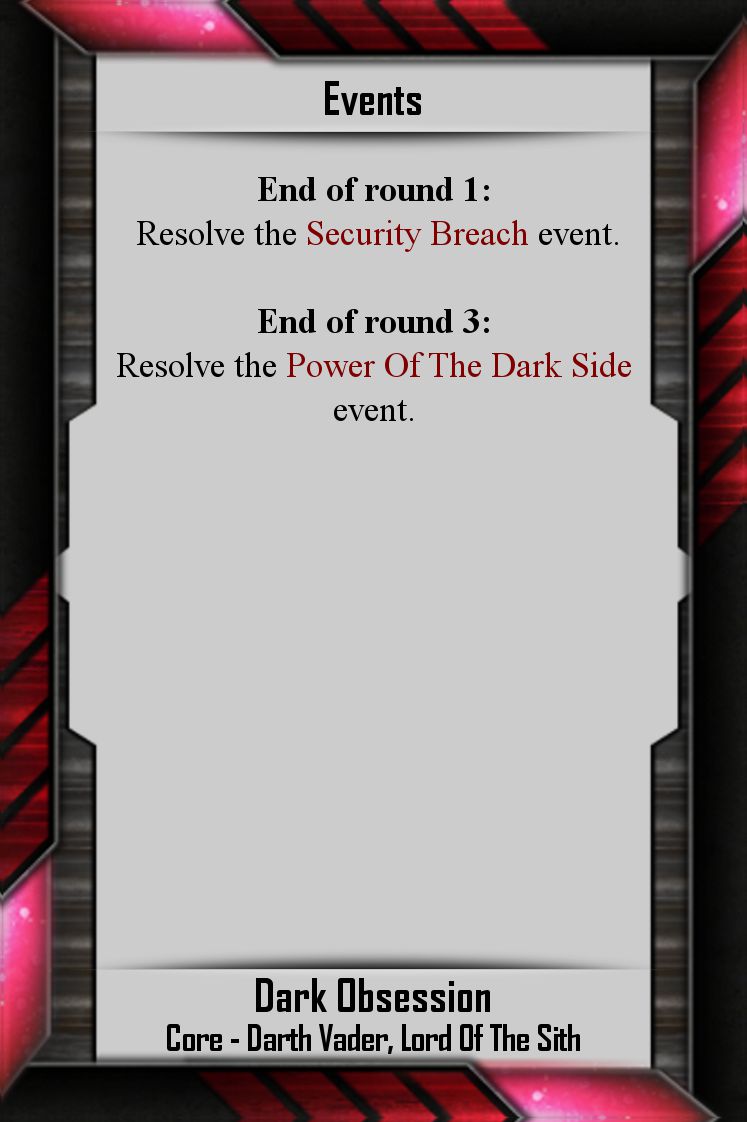 Events
End of round 1:
Resolve the Security Breach event.
End of round 3:
Resolve the Power Of The Dark Side
event.
Dark Obsession
Core - Darth Vader, Lord Of The Sith